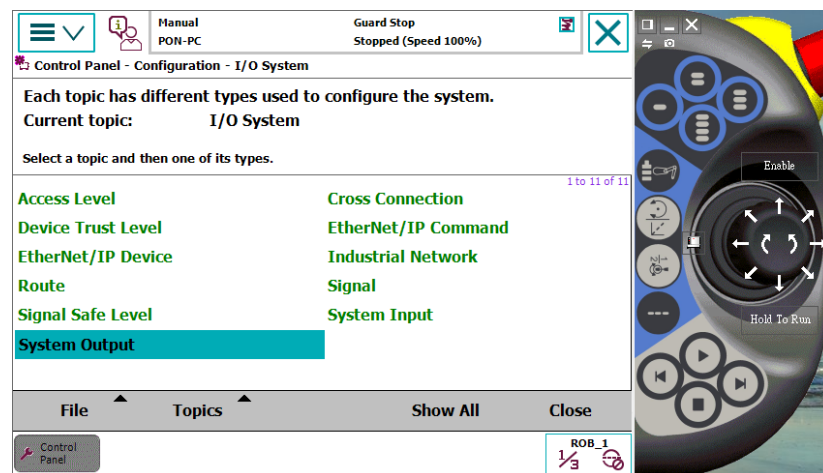 Manual
PON-PC
Guard Stop
Stopped (Speed 100%)
Control Panel - Configuration - I/O System
Each topic has different types used to configure the system.
Current topic: I/O System
Select a topic and then one of its types.
1 to 11 of 11
Access Level Cross Connection
Device Trust Level EtherNet/IP Command
EtherNet/IP Device Industrial Network
Route Signal
Signal Safe Level System Input
System Output
File Topics Show All Close
Control
Panel
ROB_1
1/3
Enable
Hold To Run